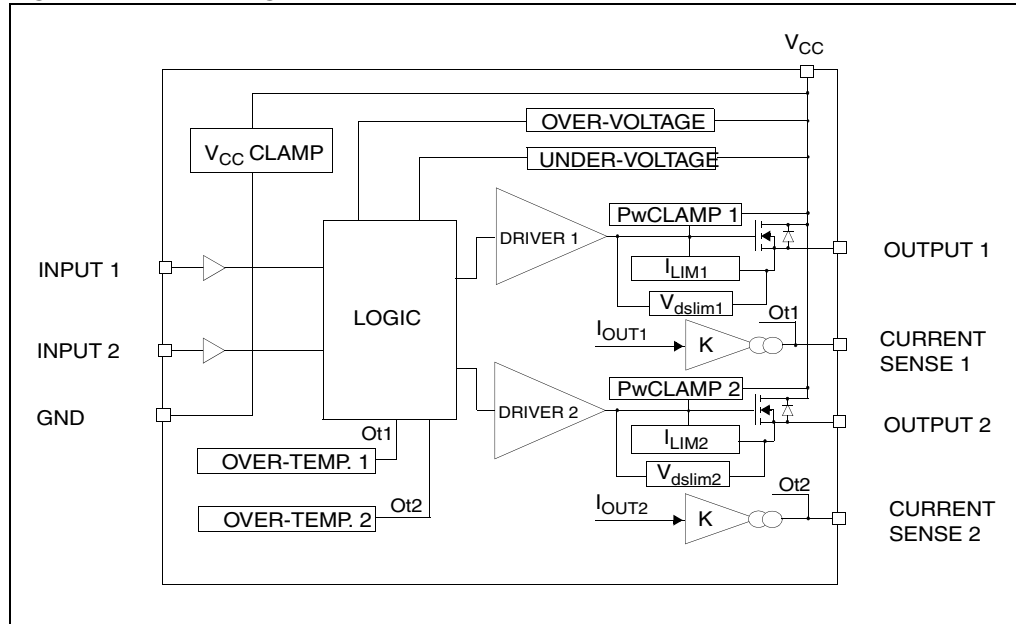 VCC
OVER-VOLTAGE
VCC CLAMP
UNDER-VOLTAGE
PwCLAMP 1
DRIVER 1
OUTPUT 1
INPUT 1
ILIM1
LOGIC
Vdslim1
Ot1
IOUT1
INPUT 2
K
CURRENT
SENSE 1
PwCLAMP 2
GND
DRIVER 2
OUTPUT 2
Ot1
ILIM2
OVER-TEMP. 1
Vdslim2
Ot2
Ot2
OVER-TEMP. 2
IOUT2
K
CURRENT
SENSE 2